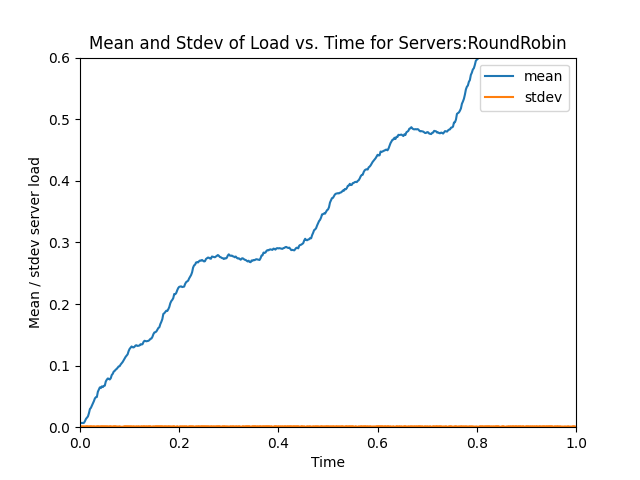 Mean and Stdev of Load vs. Time for Servers:RoundRobin
mean
stdev
Mean / stdev server load
0.6
0.5
0.4
0.3
0.2
0.1
0.0
0.0 0.2 0.4 0.6 0.8 1.0
Time